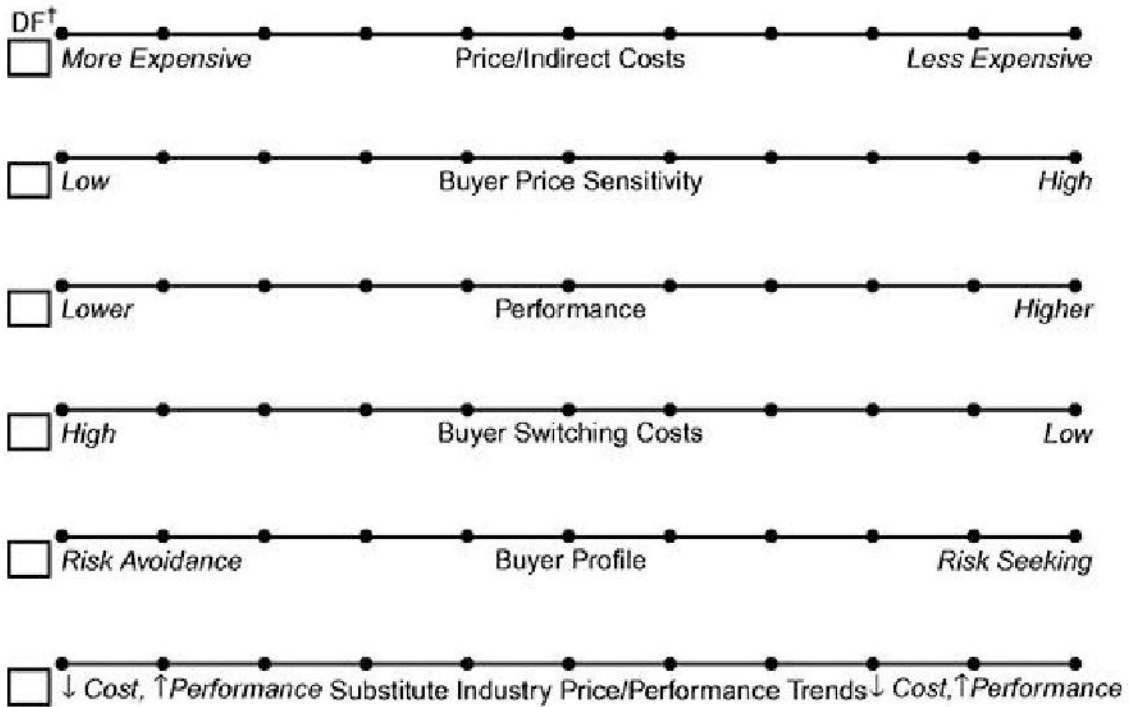 DF†
More Expensive Price/Indirect Costs Less Expensive
Low Buyer Price Sensitivity High
Lower Performance Higher
High Buyer Switching Costs Low
Risk Avoidance Buyer Profile Risk Seeking
↓ Cost, ↑Performance Substitute Industry Price/Performance Trends↓ Cost,↑Performance